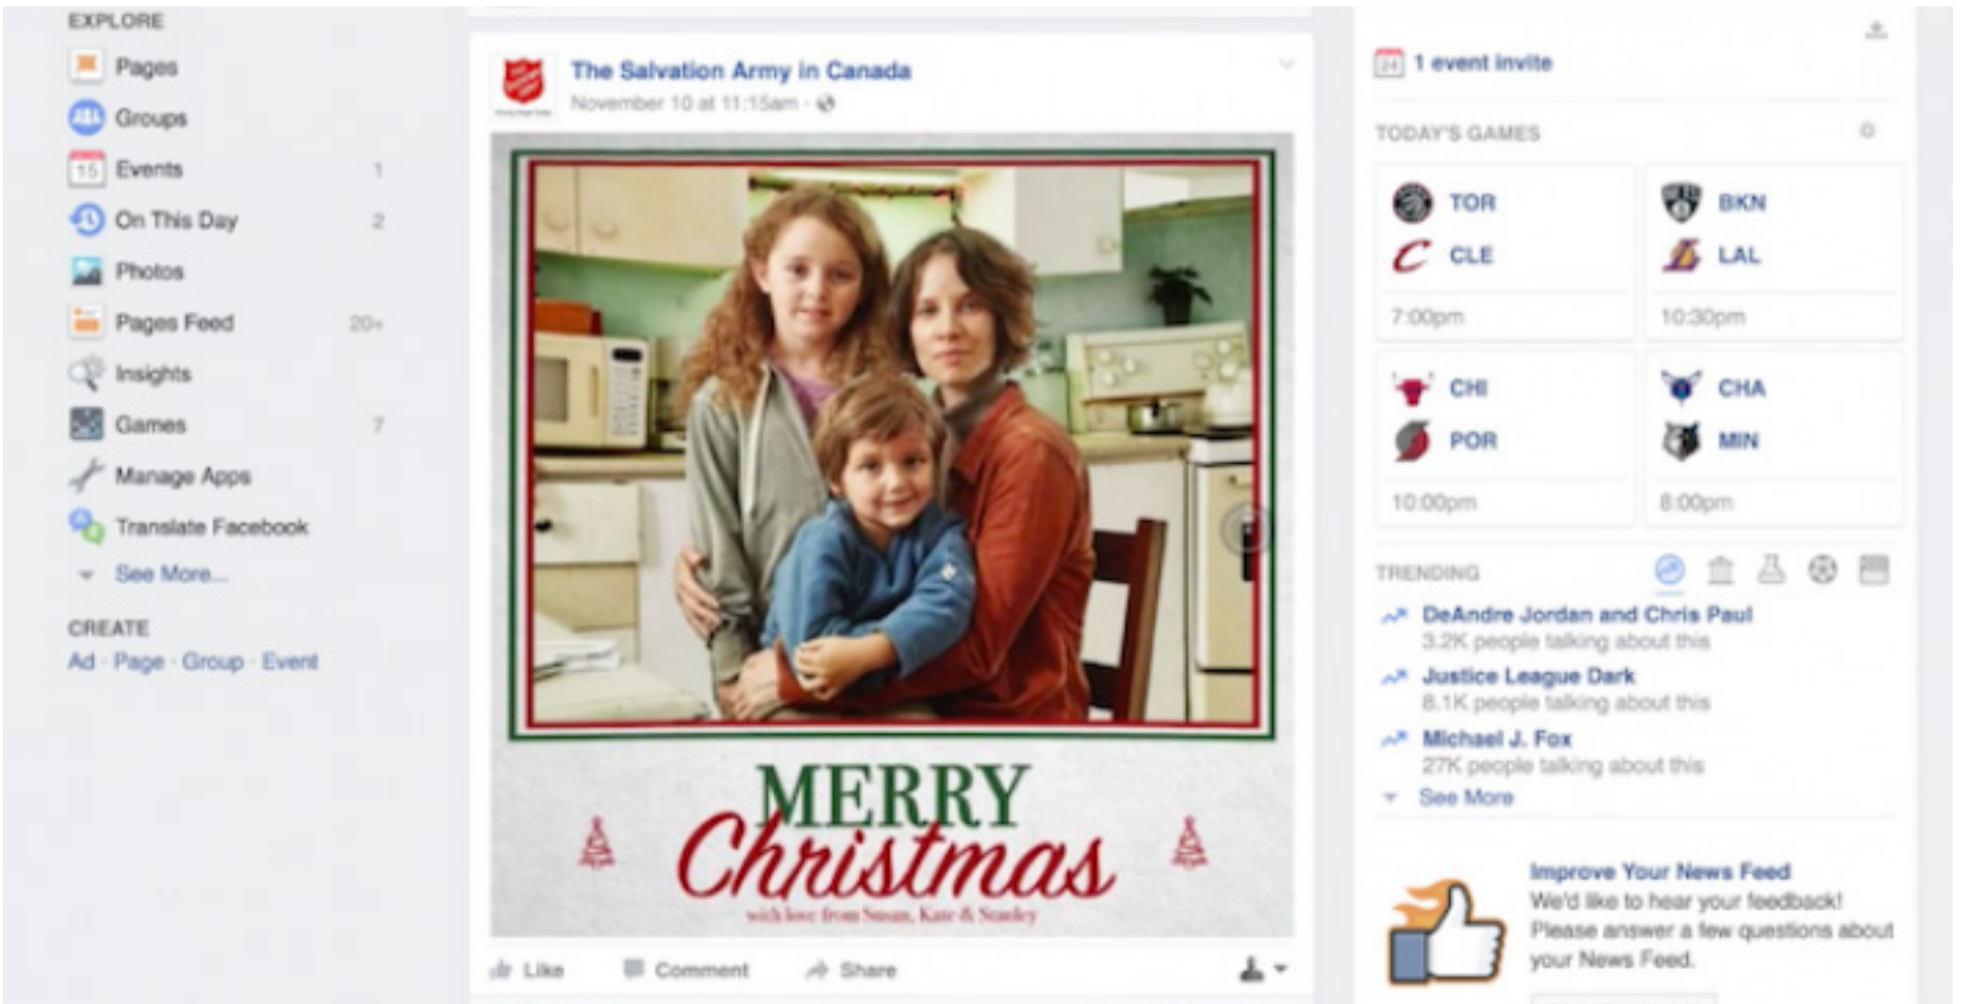 EXPLORE
Pages
Groups
15
Events 1
On This Day 2
Photos
Pages Feed 20+
Insights
Games 7
Manage Apps
Translate Facebook
See More...
CREATE
Ad · Page · Group · Event
The Salvation Army in Canada
November 10 at 11:15am ·
MERRY
Christmas
with love from Susan, Kate & Stanley
Like Comment Share
24
1 event invite
TODAY'S GAMES
TOR
CLE
7:00pm
BKN
LAL
10:30pm
CHI
POR
10:00pm
CHA
MIN
8:00pm
TRENDING
DeAndre Jordan and Chris Paul
3.2K people talking about this
Justice League Dark
8.1K people talking about this
Michael J. Fox
27K people talking about this
See More
Improve Your News Feed
We'd like to hear your feedback!
Please answer a few questions about
your News Feed.